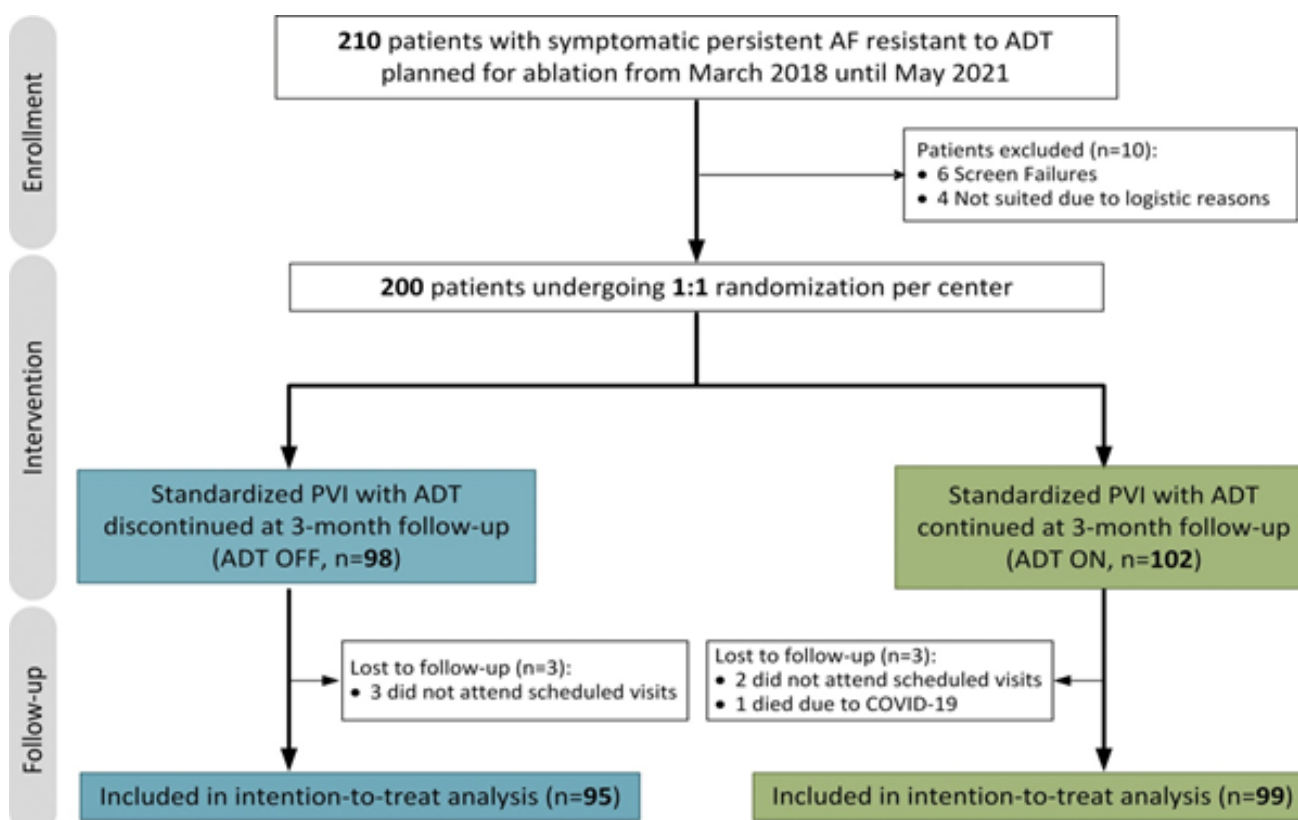 Enrollment
210 patients with symptomatic persistent AF resistant to ADT
planned for ablation from March 2018 until May 2021
Patients excluded (n=10):
• 6 Screen Failures
• 4 Not suited due to logistic reasons
Intervention
200 patients undergoing 1:1 randomization per center
Standardized PVI with ADT
discontinued at 3-month follow-up
(ADT OFF, n=98)
Standardized PVI with ADT
continued at 3-month follow-up
(ADT ON, n=102)
Follow-up
Lost to follow-up (n=3):
• 3 did not attend scheduled visits
Lost to follow-up (n=3):
• 2 did not attend scheduled visits
• 1 died due to COVID-19
Included in intention-to-treat analysis (n=95)
Included in intention-to-treat analysis (n=99)